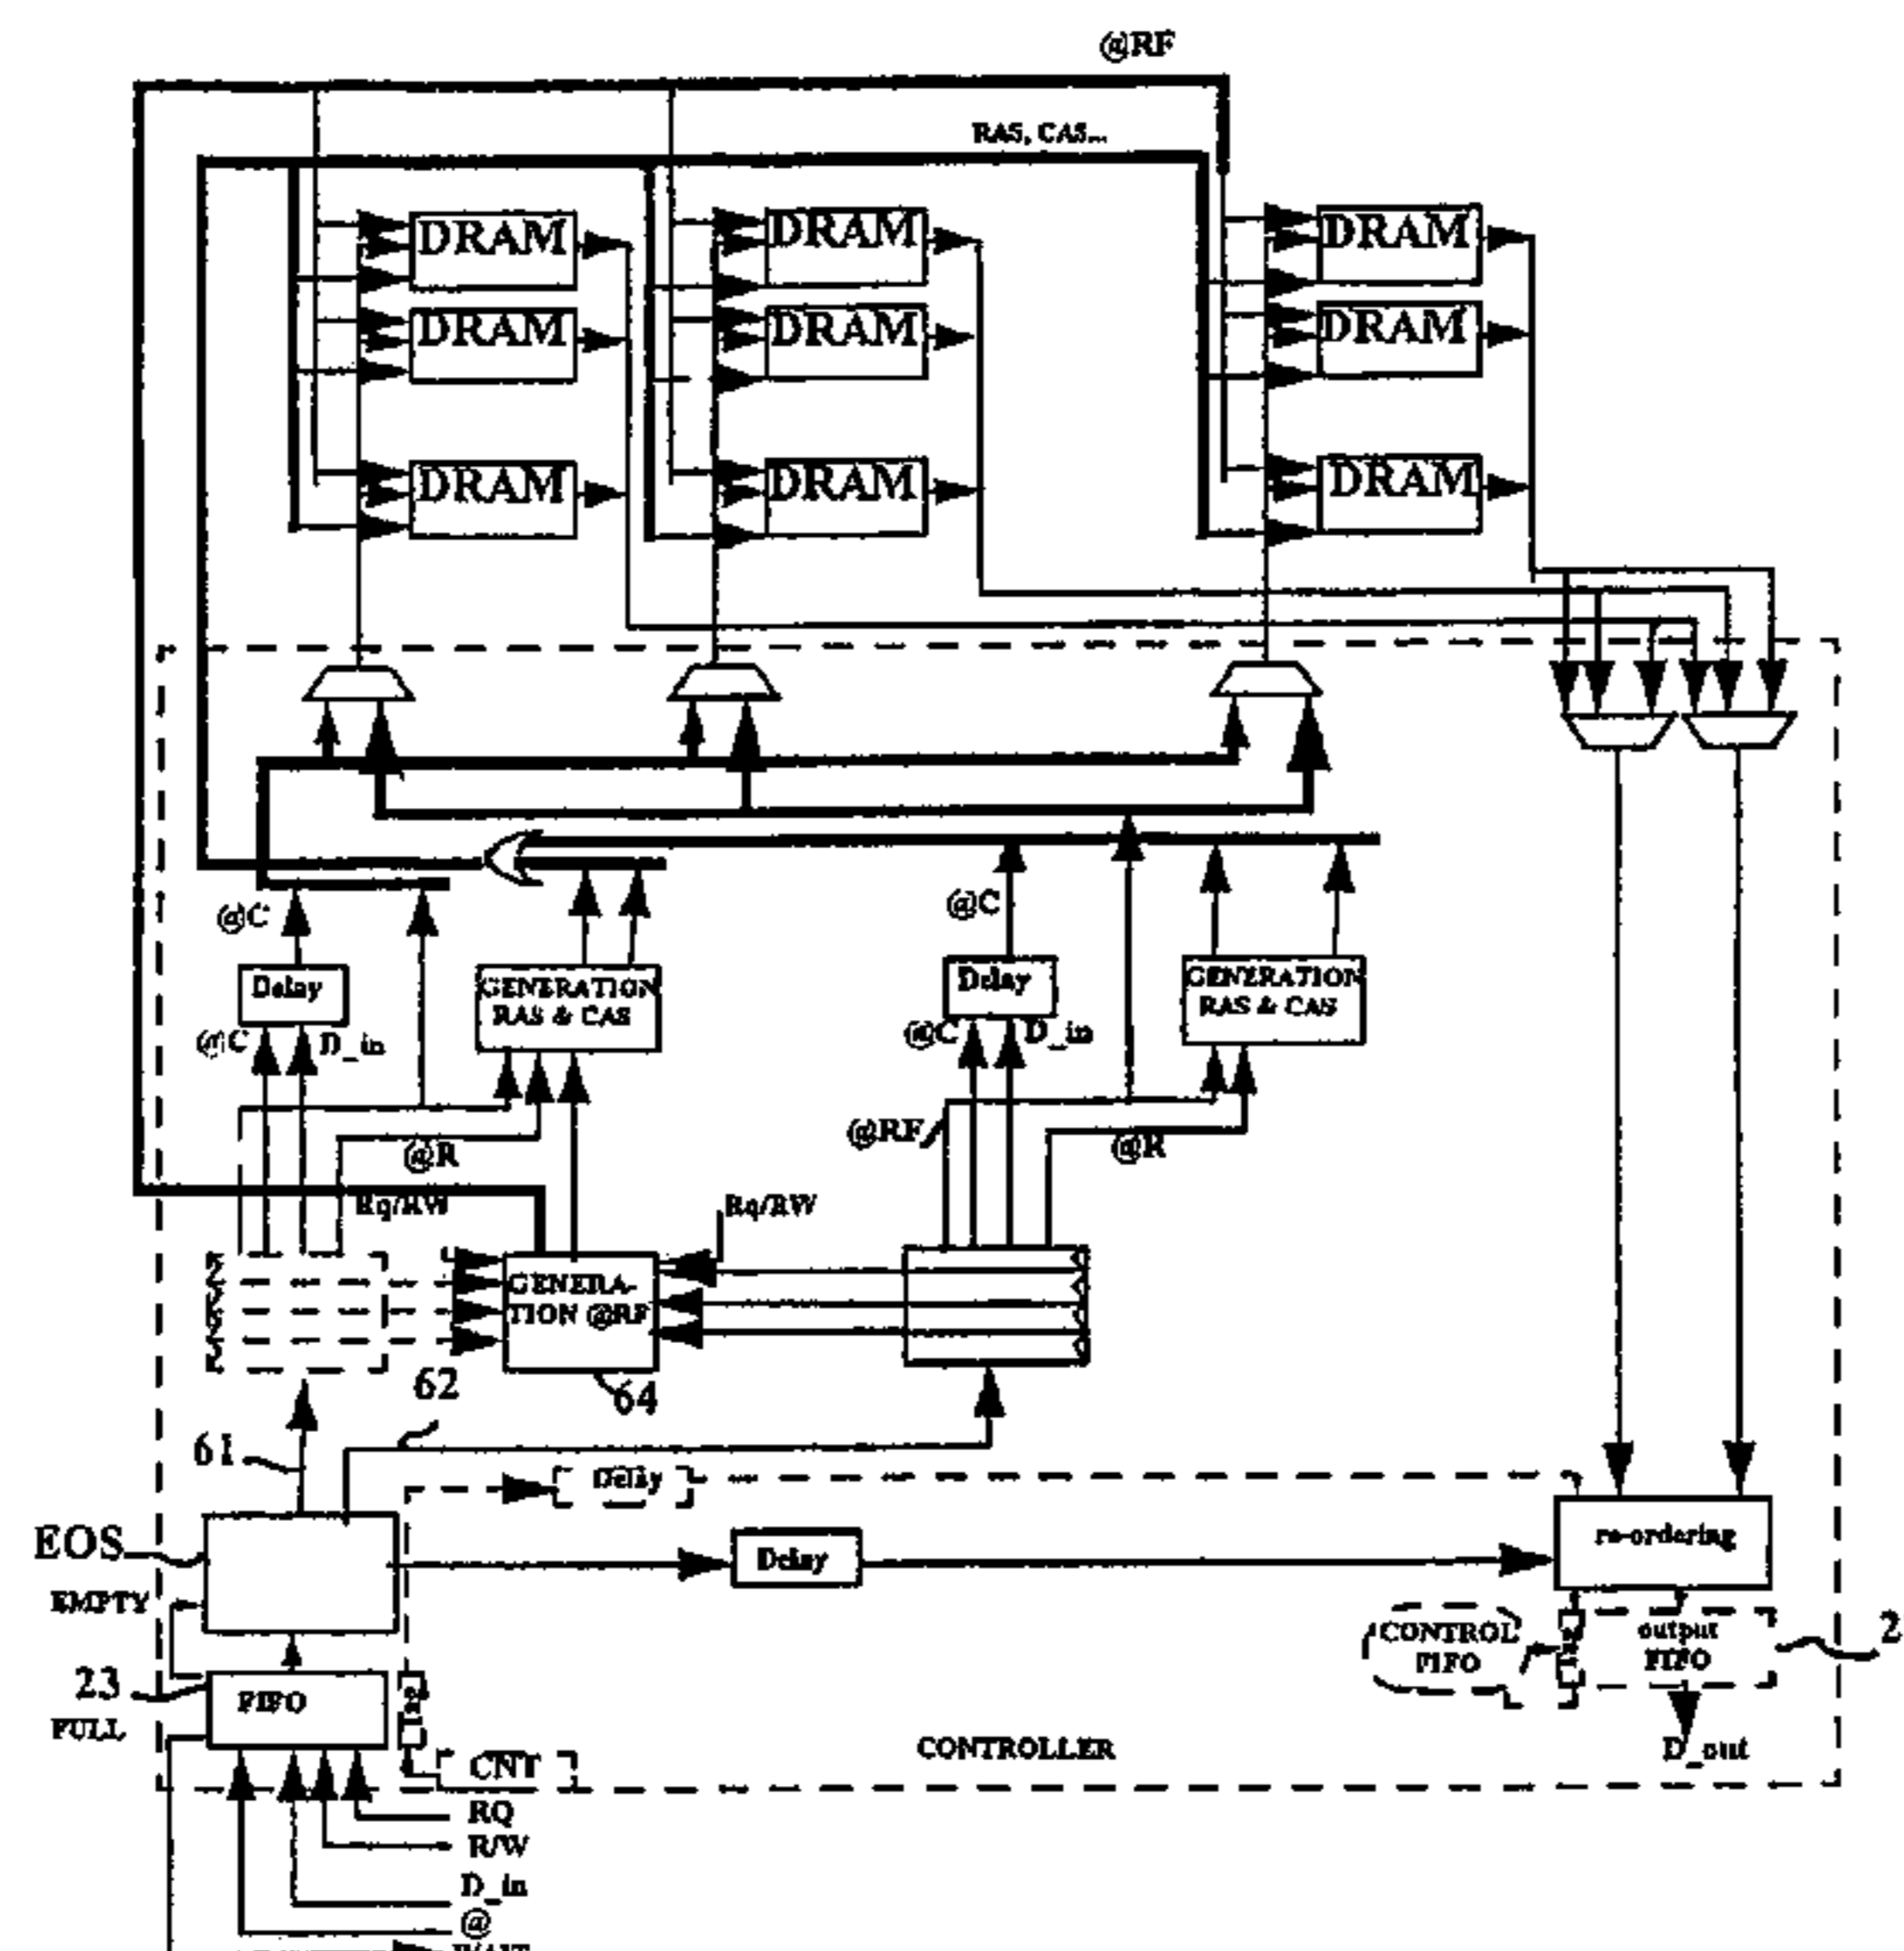 @RF
RAS, CAS...
DRAM DRAM DRAM
DRAM DRAM DRAM
DRAM DRAM DRAM
@C
@C
Delay
GENERATION
RAS & CAS
Delay
GENERATION
RAS & CAS
@C
D_in
@C
D_in
@R
@RF
@R
Rq/RW
Rq/RW
GENERA-
TION @RF
62
64
61
Delay
EOS
Delay
re-ordering
EMPTY
CONTROL
FIFO
output
FIFO
2
23
FIFO
FULL
CONTROLLER
D_out
CNT
RQ
R/W
D_in
@